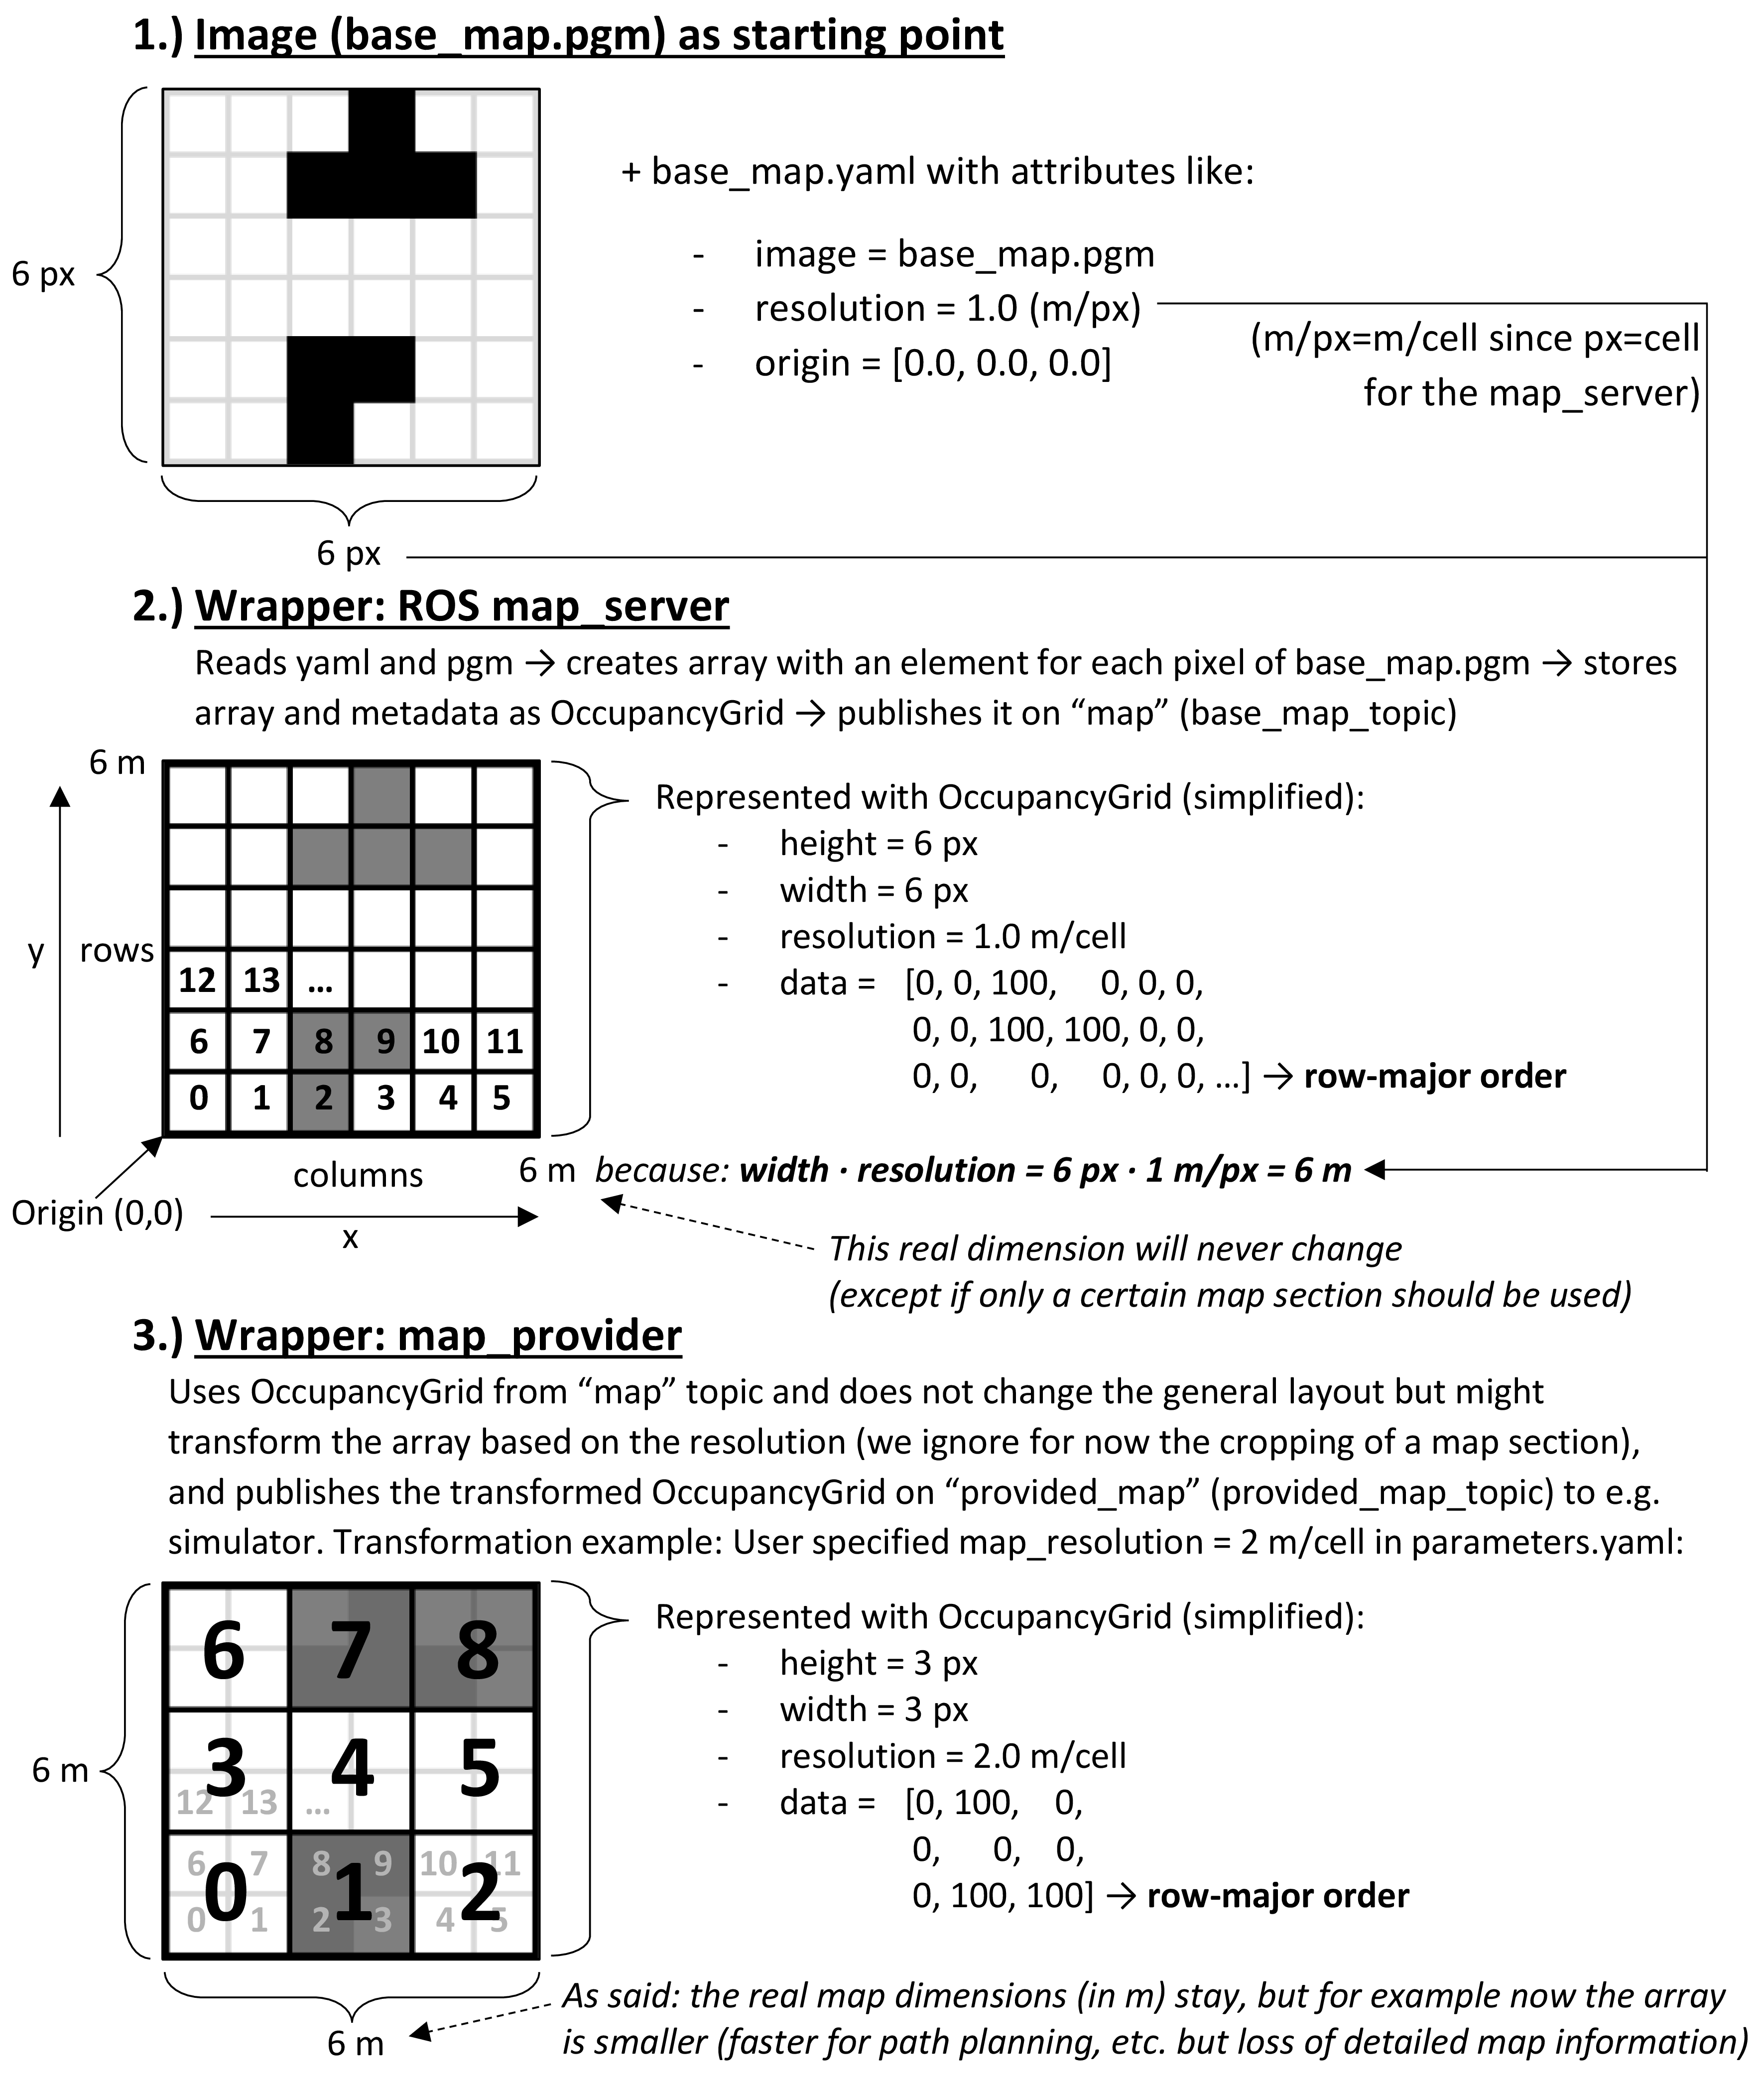 1.) Image (base_map.pgm) as starting point
+ base_map.yaml with attributes like:
6 px
- image = base_map.pgm
- resolution = 1.0 (m/px)
(m/px=m/cell since px=cell
- origin = [0.0, 0.0, 0.0]
for the map_server)
6 px
2.) Wrapper: ROS map_server
Reads yaml and pgm → creates array with an element for each pixel of base_map.pgm → stores
array and metadata as OccupancyGrid → publishes it on “map” (base_map_topic)
6 m
y
rows
12 13 ...
6 7 8 9 10 11
0 1 2 3 4 5
Represented with OccupancyGrid (simplified):
- height = 6 px
- width = 6 px
- resolution = 1.0 m/cell
- data = [0, 0, 100, 0, 0, 0,
0, 0, 100, 100, 0, 0,
0, 0, 0, 0, 0, 0, ...] → row-major order
columns
6 m because: width · resolution = 6 px · 1 m/px = 6 m
Origin (0,0)
x
This real dimension will never change
(except if only a certain map section should be used)
3.) Wrapper: map_provider
Uses OccupancyGrid from “map” topic and does not change the general layout but might
transform the array based on the resolution (we ignore for now the cropping of a map section),
and publishes the transformed OccupancyGrid on “provided_map” (provided_map_topic) to e.g.
simulator. Transformation example: User specified map_resolution = 2 m/cell in parameters.yaml:
6 m
6 7 8
3 4 5
12 13 ...
6 7 8 9 10 11
0 1 2
0 1 2 3 4 5
Represented with OccupancyGrid (simplified):
- height = 3 px
- width = 3 px
- resolution = 2.0 m/cell
- data = [0, 100, 0,
0, 0, 0,
0, 100, 100] → row-major order
6 m
As said: the real map dimensions (in m) stay, but for example now the array
is smaller (faster for path planning, etc. but loss of detailed map information)